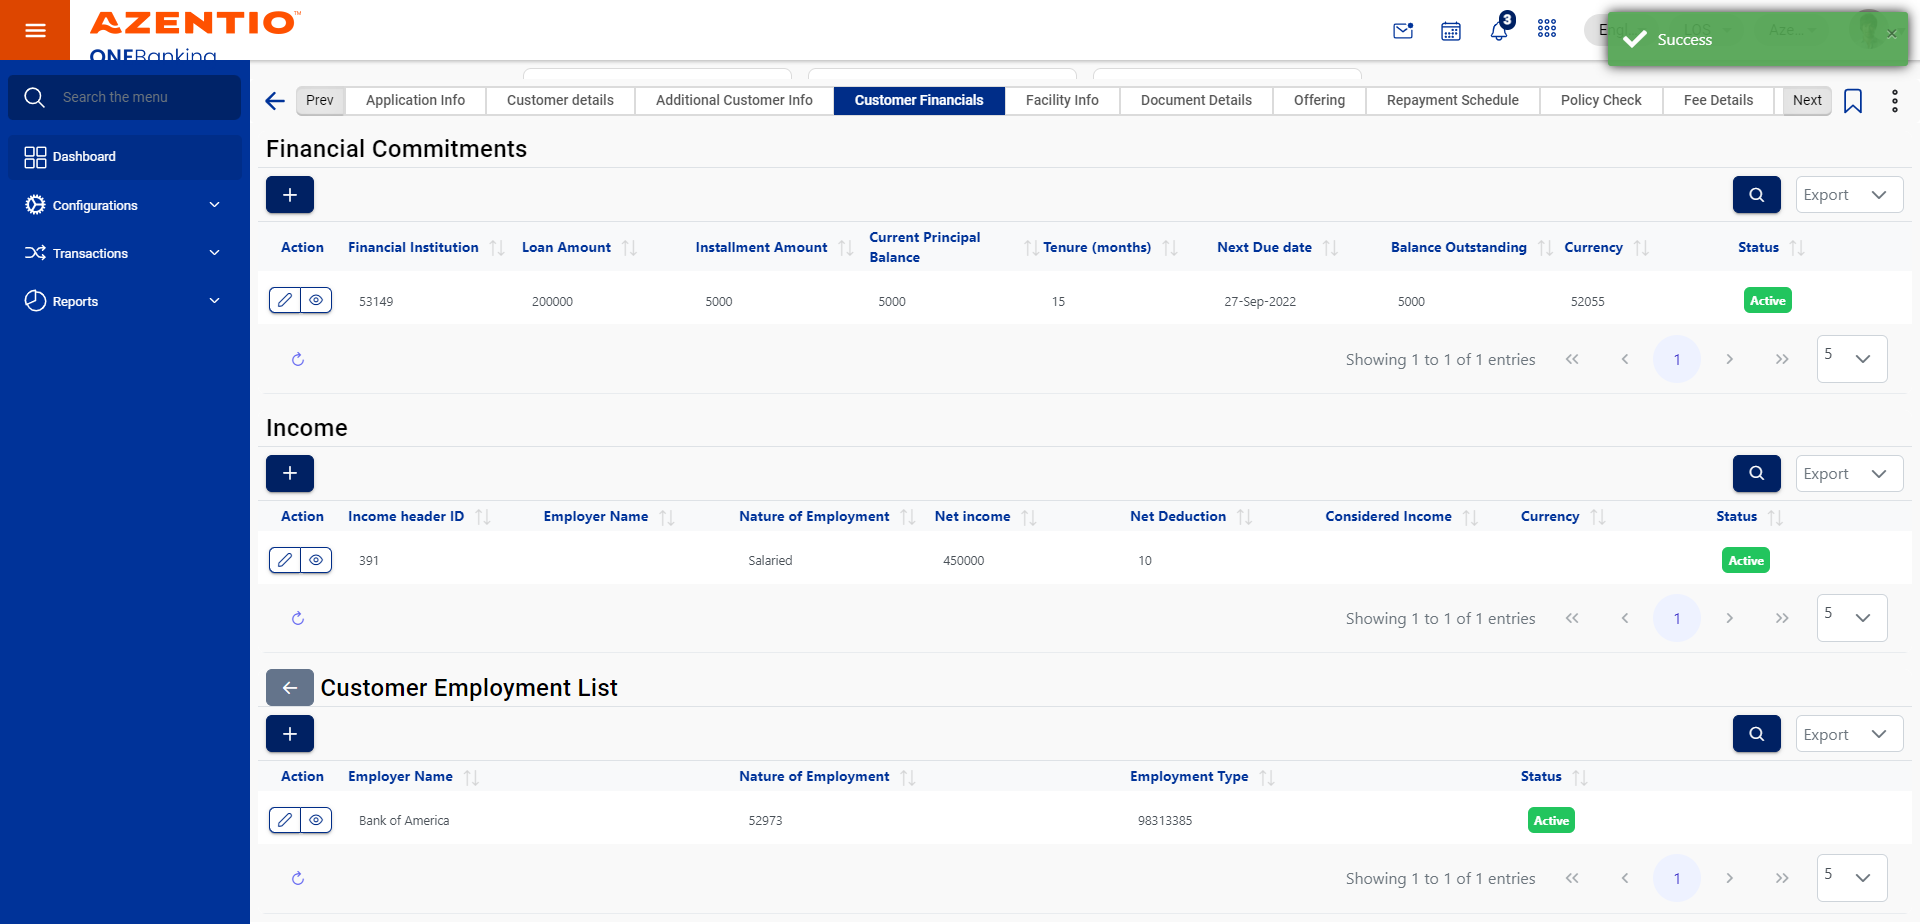 AZENTIO™
ONEBanking
3
Success
Search the menu
Dashboard
Configurations
Transactions
Reports
Prev
Application Info
Customer details
Additional Customer Info
Customer Financials
Facility Info
Document Details
Offering
Repayment Schedule
Policy Check
Fee Details
Next
Financial Commitments
Export
Action Financial Institution Loan Amount Installment Amount Current Principal Balance Tenure (months) Next Due date Balance Outstanding Currency Status
53149 200000 5000 5000 15 27-Sep-2022 5000 52055 Active
Showing 1 to 1 of 1 entries 1 5
Income
Export
Action Income header ID Employer Name Nature of Employment Net income Net Deduction Considered Income Currency Status
391 Salaried 450000 10 Active
Showing 1 to 1 of 1 entries 1 5
Customer Employment List
Export
Action Employer Name Nature of Employment Employment Type Status
Bank of America 52973 98313385 Active
Showing 1 to 1 of 1 entries 1 5